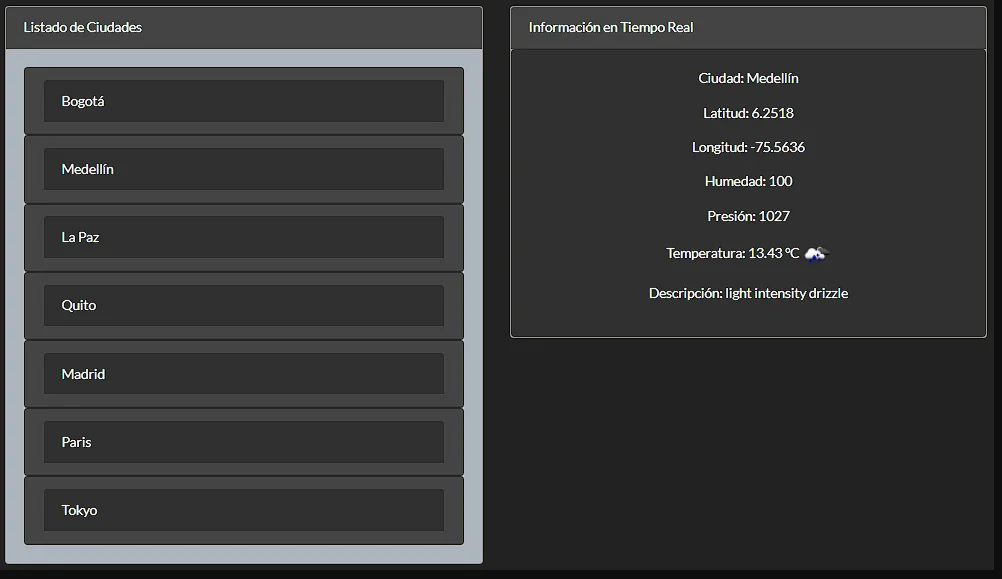 Listado de Ciudades
Bogotá
Medellín
La Paz
Quito
Madrid
Paris
Tokyo
Información en Tiempo Real
Ciudad: Medellín
Latitud: 6.2518
Longitud: -75.5636
Humedad: 100
Presión: 1027
Temperatura: 13.43 ºC
Descripción: light intensity drizzle